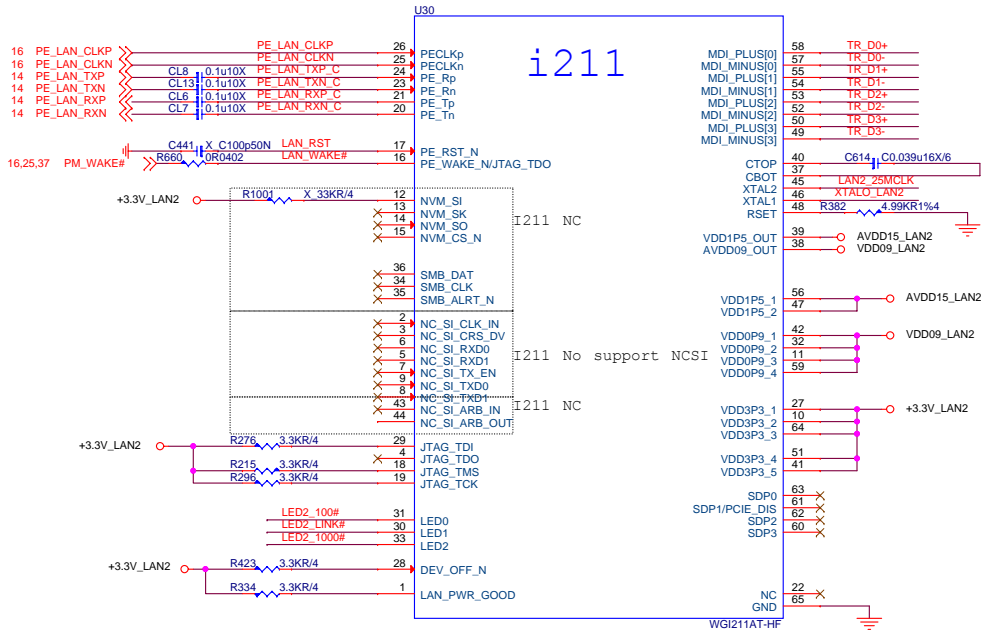 U30
i211
16 PE_LAN_CLKP PE_LAN_CLKP 26 PECLKp
16 PE_LAN_CLKN PE_LAN_CLKN 25 PECLKn
14 PE_LAN_TXP CL8 0.1u10X PE_LAN_TXP_C 24 PE_Rp
14 PE_LAN_TXN CL13 0.1u10X PE_LAN_TXN_C 23 PE_Rn
14 PE_LAN_RXP CL6 0.1u10X PE_LAN_RXP_C 21 PE_Tp
14 PE_LAN_RXN CL7 0.1u10X PE_LAN_RXN_C 20 PE_Tn
C441 X_C100p50N LAN_RST 17 PE_RST_N
16,25,37 PM_WAKE# R660 0R0402 LAN_WAKE# 16 PE_WAKE_N/JTAG_TDO
+3.3V_LAN2 R1001 X_33KR/4 12 NVM_SI
13 NVM_SK
14 NVM_SO
15 NVM_CS_N
I211 NC
36 SMB_DAT
34 SMB_CLK
35 SMB_ALRT_N
2 NC_SI_CLK_IN
3 NC_SI_CRS_DV
6 NC_SI_RXD0
5 NC_SI_RXD1
7 NC_SI_TX_EN
9 NC_SI_TXD0
8 NC_SI_TXD1
I211 No support NCSI
43 NC_SI_ARB_IN
44 NC_SI_ARB_OUT
I211 NC
+3.3V_LAN2 R276 3.3KR/4 29 JTAG_TDI
4 JTAG_TDO
R215 3.3KR/4 18 JTAG_TMS
R296 3.3KR/4 19 JTAG_TCK
LED2_100# 31 LED0
LED2_LINK# 30 LED1
LED2_1000# 33 LED2
+3.3V_LAN2 R423 3.3KR/4 28 DEV_OFF_N
R334 3.3KR/4 1 LAN_PWR_GOOD
MDI_PLUS[0] 58 TR_D0+
MDI_MINUS[0] 57 TR_D0-
MDI_PLUS[1] 55 TR_D1+
MDI_MINUS[1] 54 TR_D1-
MDI_PLUS[2] 53 TR_D2+
MDI_MINUS[2] 52 TR_D2-
MDI_PLUS[3] 50 TR_D3+
MDI_MINUS[3] 49 TR_D3-
CTOP 40 C614 C0.039u16X/6
CBOT 37
XTAL2 45 LAN2_25MCLK
XTAL1 46 XTALO_LAN2
RSET 48 R382 4.99KR1%4
VDD1P5_OUT 39 AVDD15_LAN2
AVDD09_OUT 38 VDD09_LAN2
VDD1P5_1 56 AVDD15_LAN2
VDD1P5_2 47
VDD0P9_1 42 VDD09_LAN2
VDD0P9_2 32
VDD0P9_3 11
VDD0P9_4 59
VDD3P3_1 27 +3.3V_LAN2
VDD3P3_2 10
VDD3P3_3 64
VDD3P3_4 51
VDD3P3_5 41
SDP0 63
SDP1/PCIE_DIS 61
SDP2 62
SDP3 60
NC 22
GND 65
WGI211AT-HF